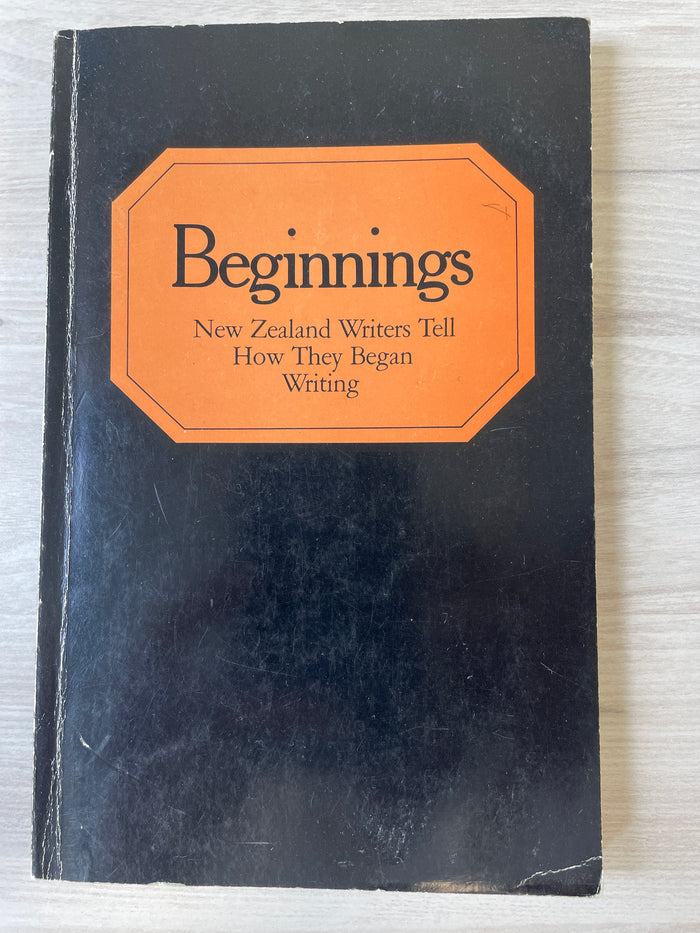 Beginnings
New Zealand Writers Tell
How They Began
Writing